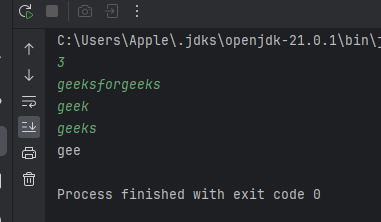 C:\Users\Apple\.jdks\openjdk-21.0.1\bin\j
3
geeksforgeeks
geek
geeks
gee
Process finished with exit code 0